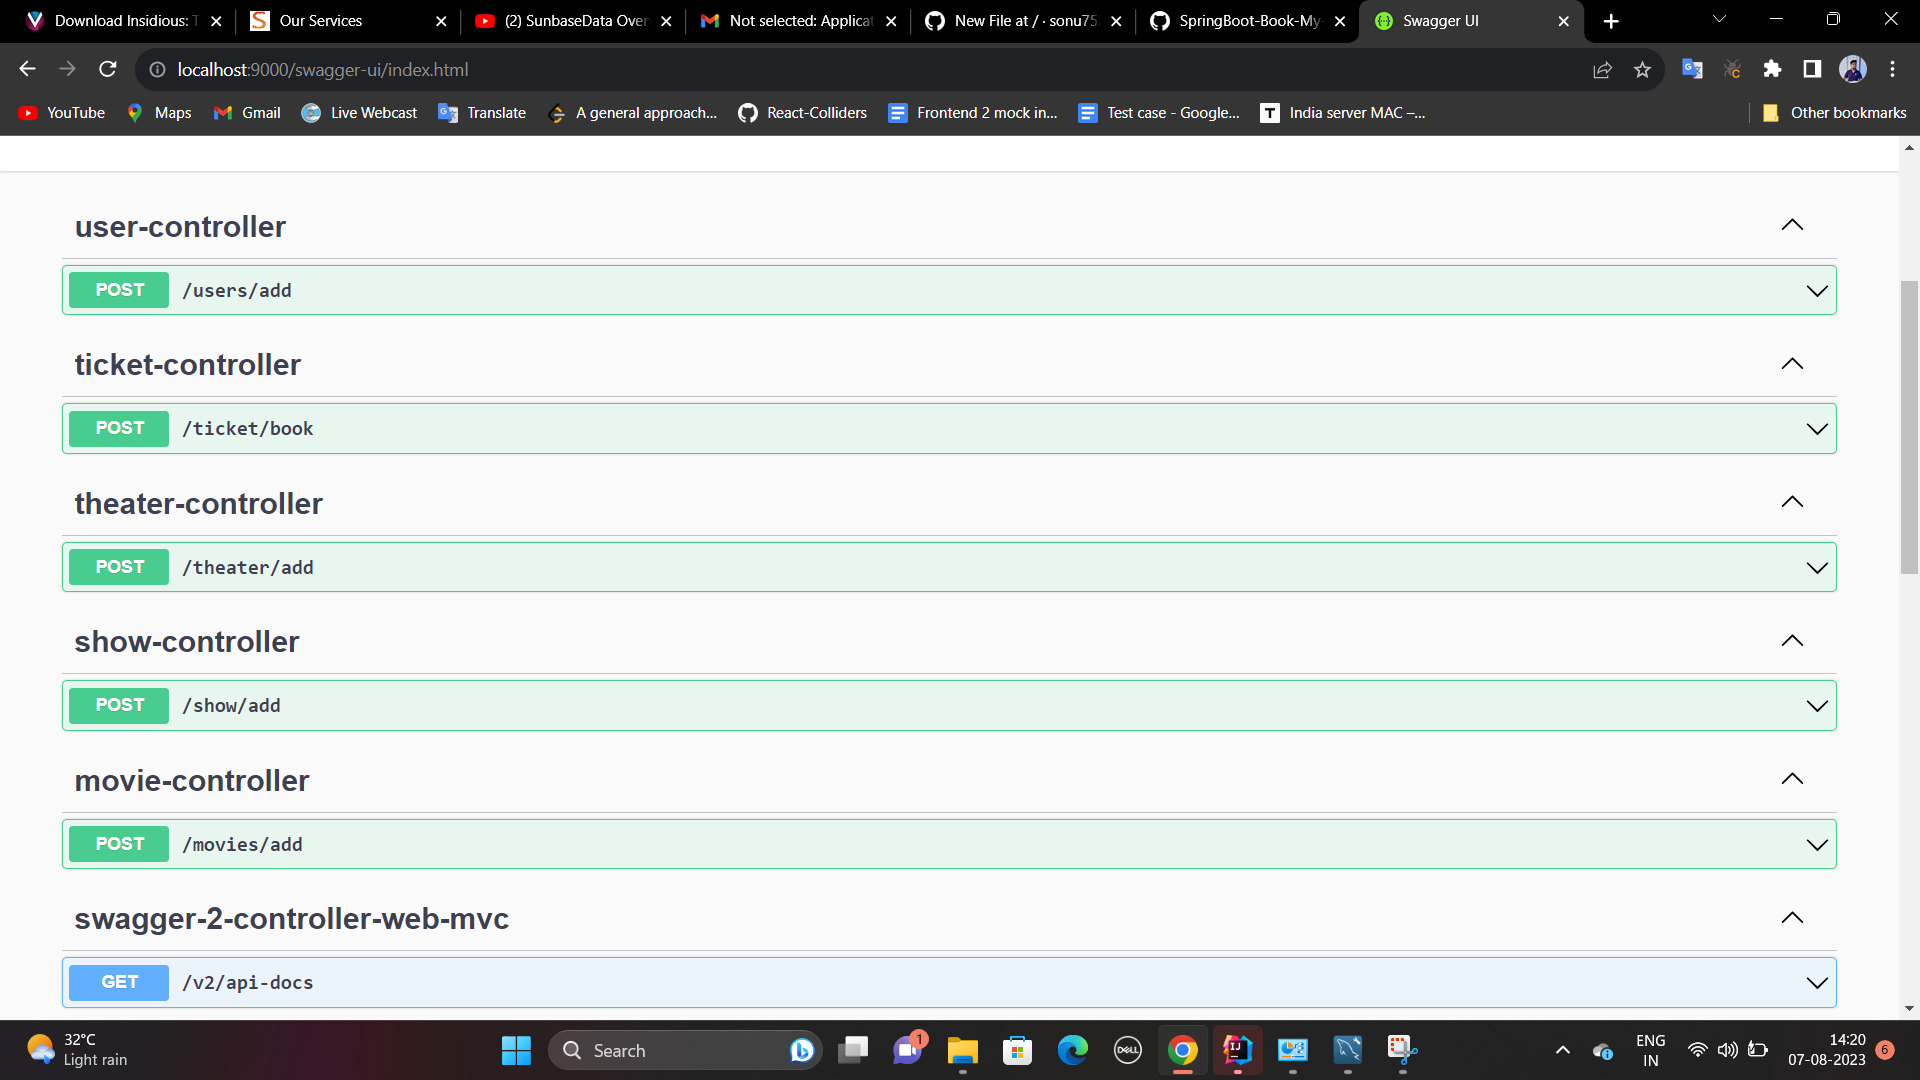 Download Insidious: T
Our Services
(2) SunbaseData Over
Not selected: Applicat
New File at / · sonu75
SpringBoot-Book-My-
Swagger UI
localhost:9000/swagger-ui/index.html
YouTube
Maps
Gmail
Live Webcast
Translate
A general approach...
React-Colliders
Frontend 2 mock in...
Test case - Google...
India server MAC –...
Other bookmarks
user-controller
POST /users/add
ticket-controller
POST /ticket/book
theater-controller
POST /theater/add
show-controller
POST /show/add
movie-controller
POST /movies/add
swagger-2-controller-web-mvc
GET /v2/api-docs
32°C
Light rain
Search
1
DELL
IJ
ENG
IN
14:20
07-08-2023
6